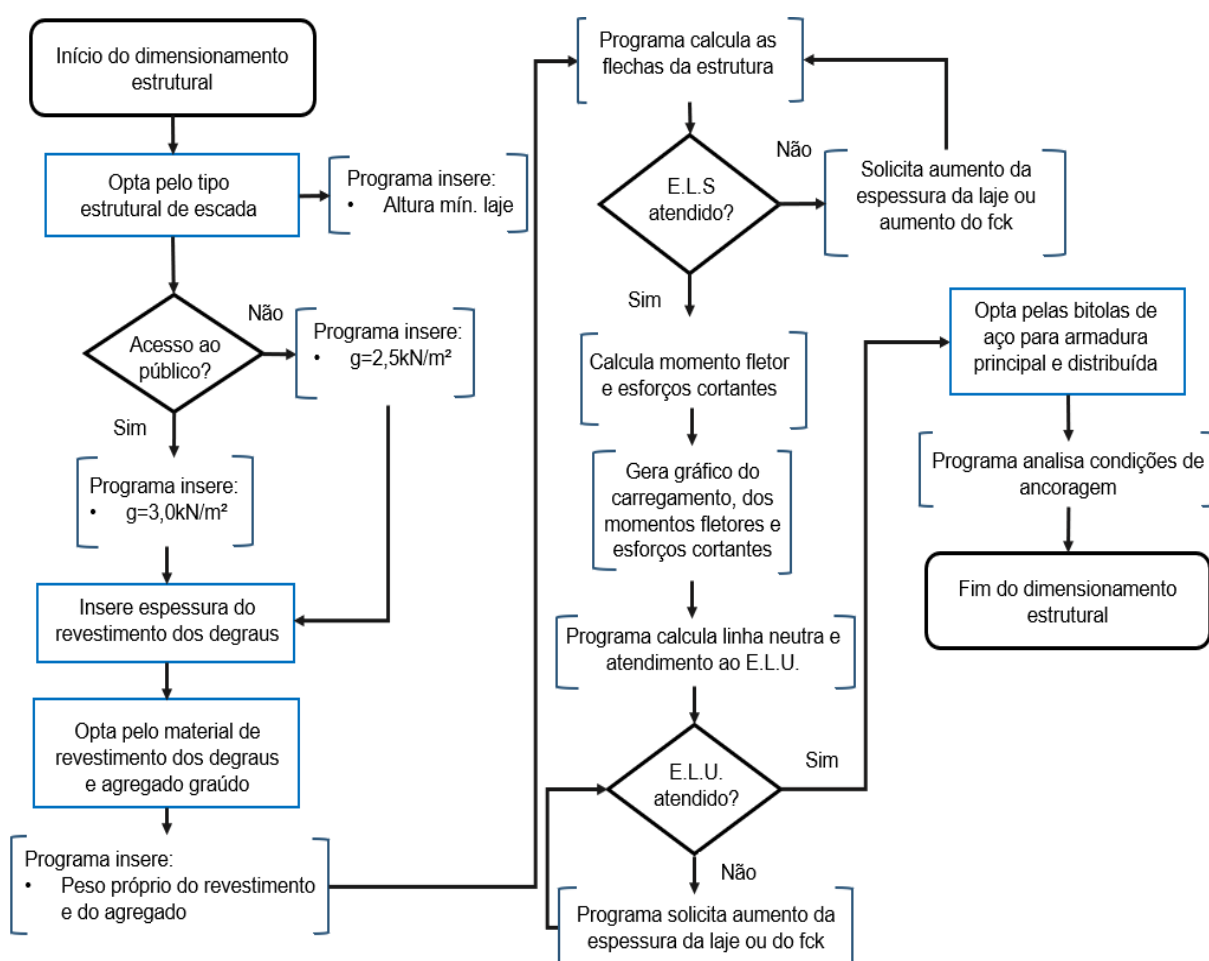 Início do dimensionamento
estrutural
Opta pelo tipo
estrutural de escada
Programa insere:
• Altura mín. laje
Acesso ao
público?
Não
Programa insere:
• g=2,5kN/m²
Sim
Programa insere:
• g=3,0kN/m²
Insere espessura do
revestimento dos degraus
Opta pelo material de
revestimento dos degraus
e agregado graúdo
Programa insere:
• Peso próprio do revestimento
e do agregado
Programa calcula as
flechas da estrutura
E.L.S
atendido?
Não
Solicita aumento da
espessura da laje ou
aumento do fck
Sim
Calcula momento fletor
e esforços cortantes
Gera gráfico do
carregamento, dos
momentos fletores e
esforços cortantes
Programa calcula linha neutra e
atendimento ao E.L.U.
E.L.U.
atendido?
Sim
Não
Programa solicita aumento da
espessura da laje ou do fck
Opta pelas bitolas de
aço para armadura
principal e distribuída
Programa analisa condições de
ancoragem
Fim do dimensionamento
estrutural